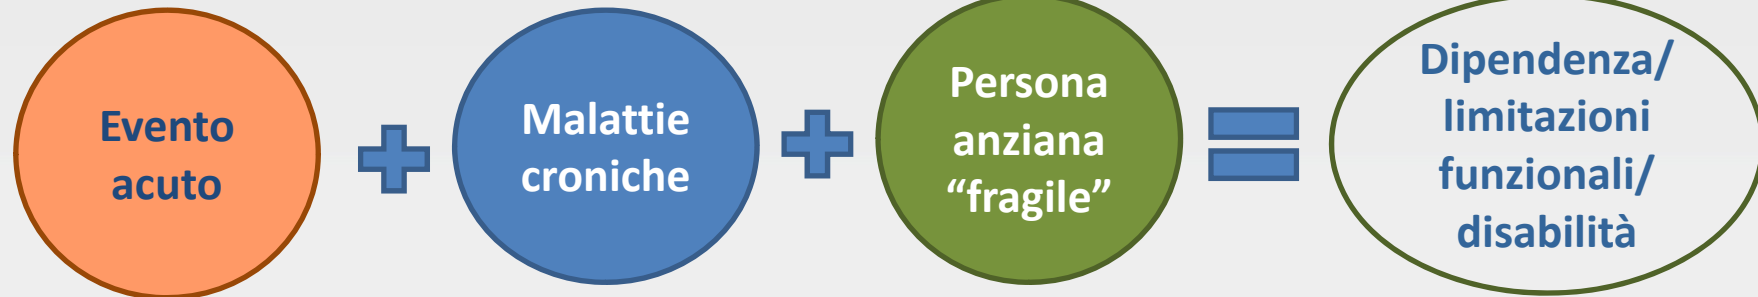 Evento
acuto
Malattie
croniche
Persona
anziana
“fragile”
Dipendenza/
limitazioni
funzionali/
disabilità